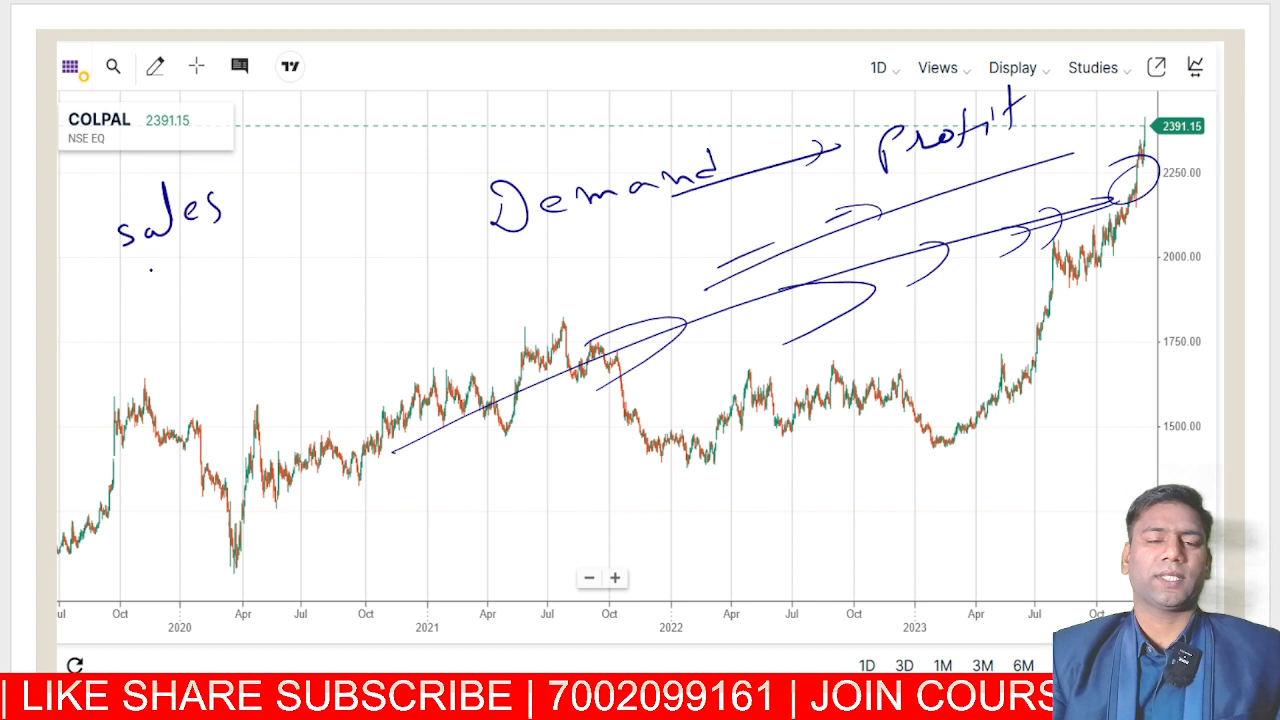 1D Views Display Studies
COLPAL 2391.15
NSE EQ
2391.15
Demand Profit
sales
2250.00
2000.00
1750.00
1500.00
− +
Oct Apr Jul Oct Apr Jul Oct Apr Jul Oct Apr Jul Oct
2020 2021 2022 2023
1D 3D 1M 3M 6M
| LIKE SHARE SUBSCRIBE | 7002099161 | JOIN COURS